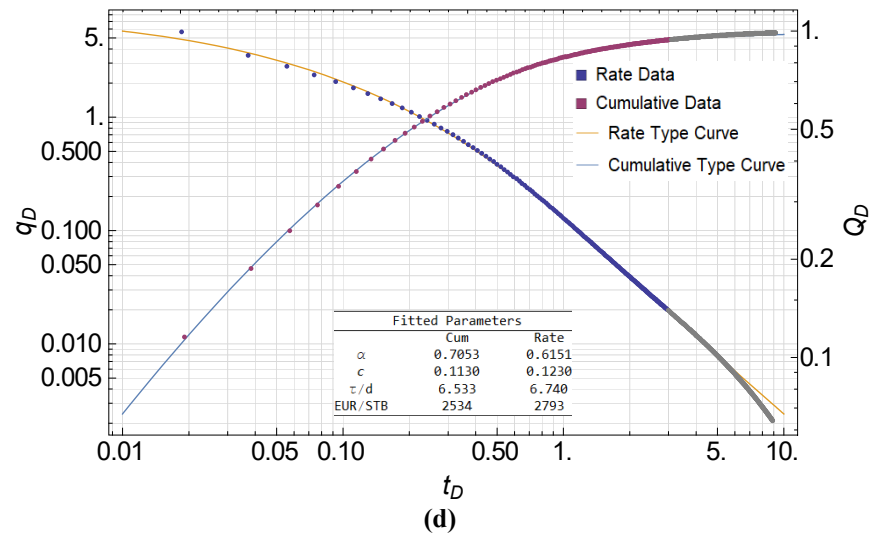 5.
1.
0.500
0.100
0.050
0.010
0.005
q_D
1.
0.5
0.2
0.1
Q_D
Rate Data
Cumulative Data
Rate Type Curve
Cumulative Type Curve
Fitted Parameters
Cum Rate
α 0.7053 0.6151
c 0.1130 0.1230
τ/d 6.533 6.740
EUR/STB 2534 2793
0.01 0.05 0.10 0.50 1. 5. 10.
t_D
(d)